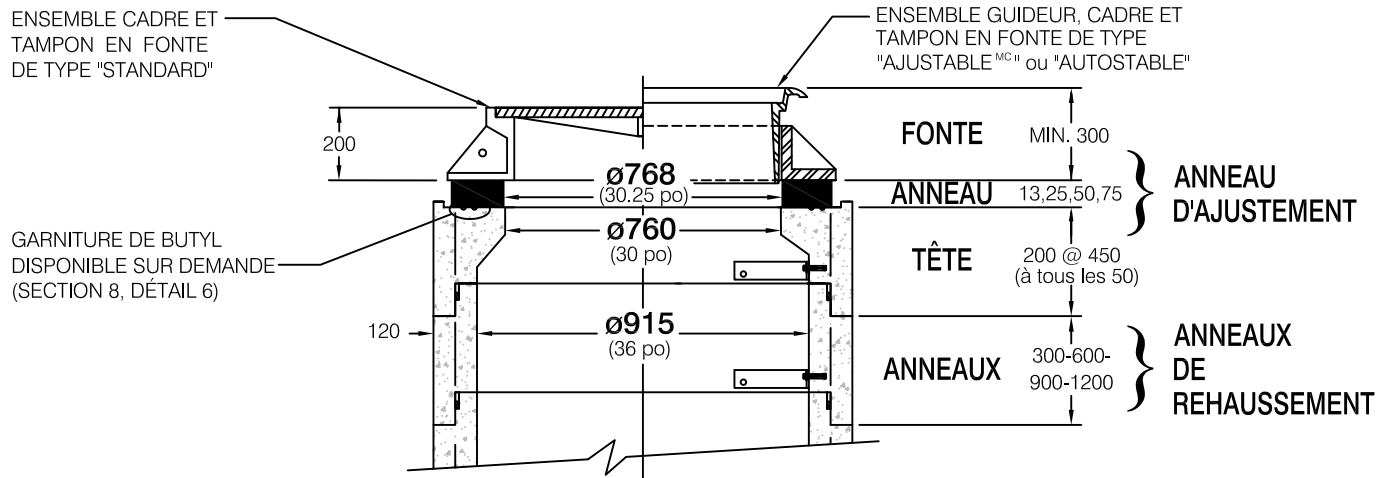 ENSEMBLE CADRE ET
TAMPON EN FONTE
DE TYPE "STANDARD"
ENSEMBLE GUIDEUR, CADRE ET
TAMPON EN FONTE DE TYPE
"AJUSTABLE MC" ou "AUTOSTABLE"
200
FONTE
MIN. 300
ø768
(30.25 po)
ANNEAU
13,25,50,75
}
ANNEAU
D'AJUSTEMENT
GARNITURE DE BUTYL
DISPONIBLE SUR DEMANDE
(SECTION 8, DÉTAIL 6)
ø760
(30 po)
TÊTE
200 @ 450
(à tous les 50)
120
ø915
(36 po)
ANNEAUX
300-600-
900-1200
}
ANNEAUX
DE
REHAUSSEMENT